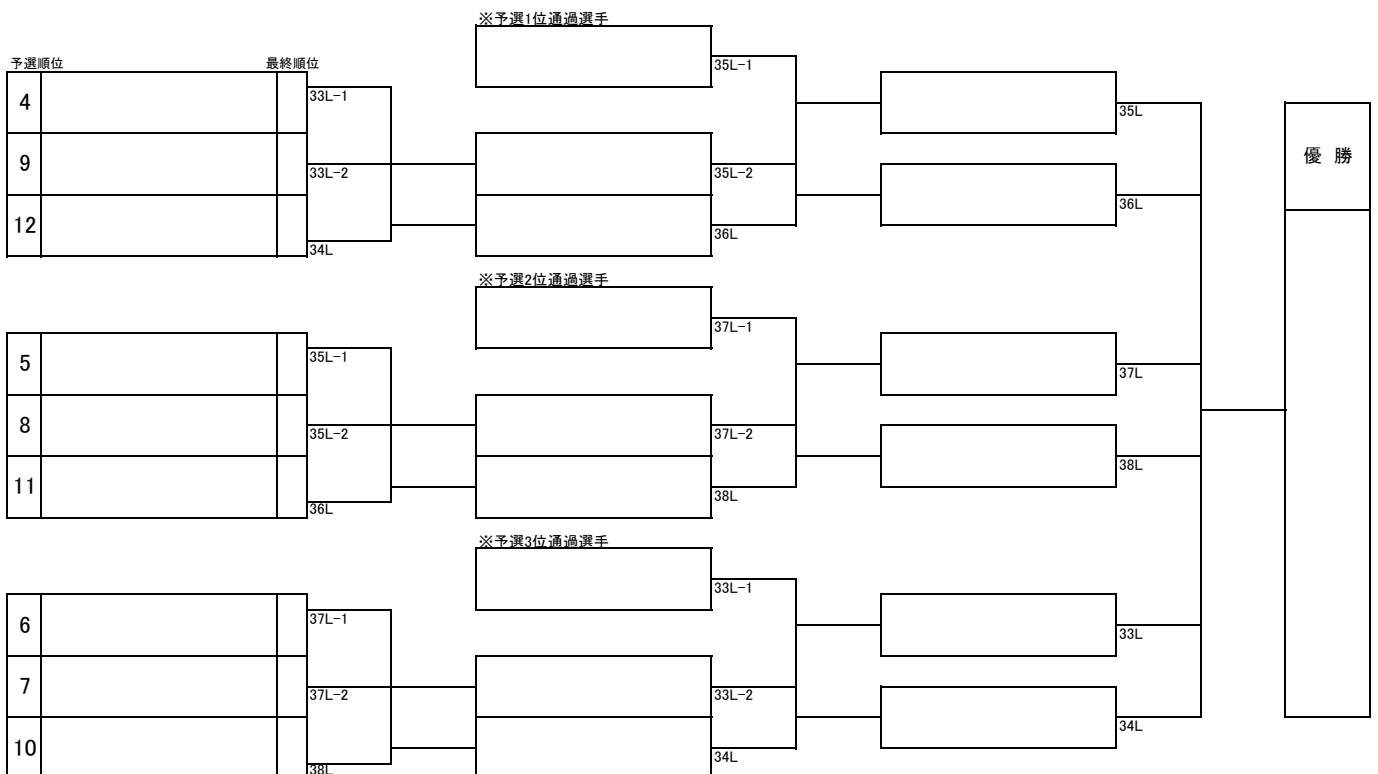 ※予選1位通過選手
予選順位 最終順位
35L-1
4 33L-1
35L
9 33L-2 35L-2
優 勝
36L
12 34L 36L
※予選2位通過選手
37L-1
5 35L-1
37L
8 35L-2 37L-2
38L
11 36L 38L
※予選3位通過選手
33L-1
6 37L-1
33L
7 37L-2 33L-2
34L
10 38L 34L